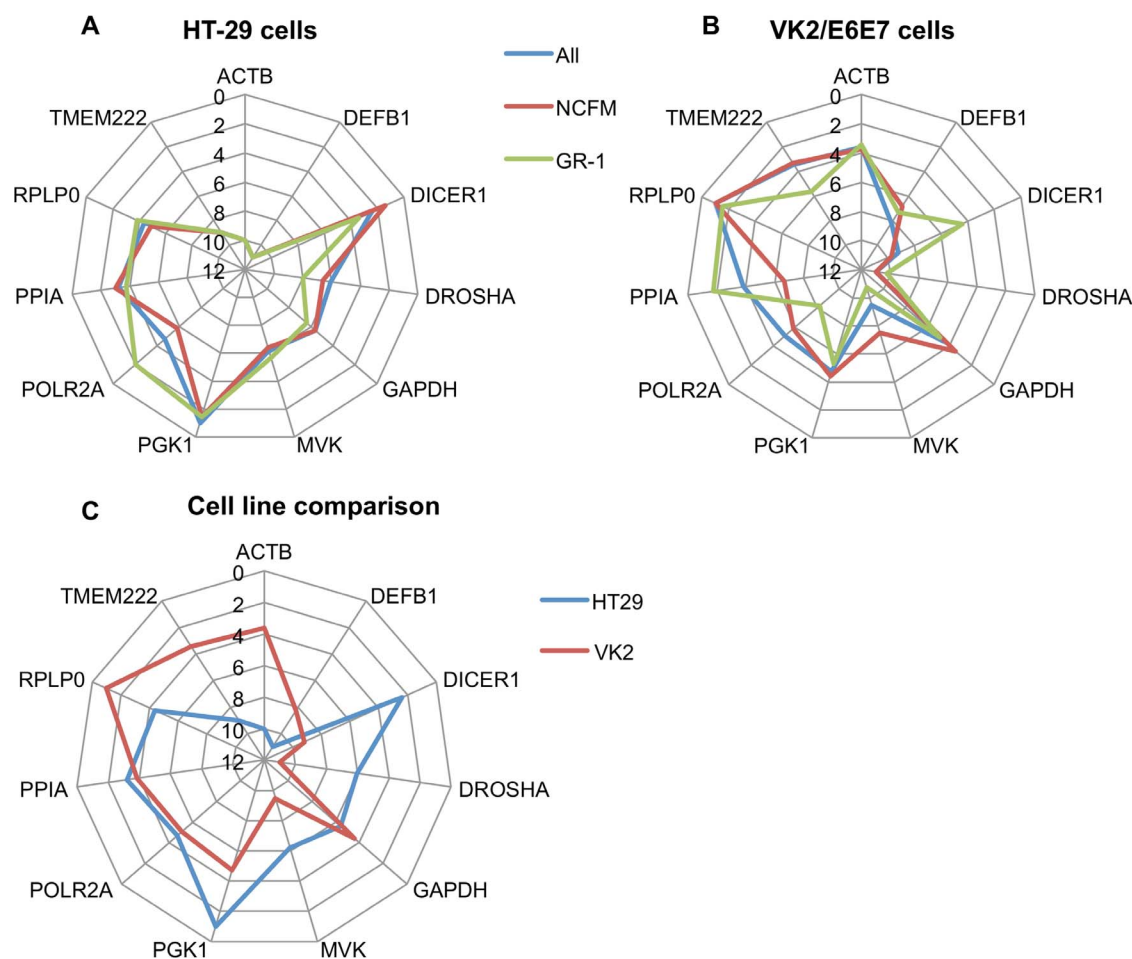 A
HT-29 cells
ACTB
DEFB1
DICER1
DROSHA
GAPDH
MVK
PGK1
POLR2A
PPIA
RPLP0
TMEM222
0
2
4
6
8
10
12
All
NCFM
GR-1
B
VK2/E6E7 cells
ACTB
DEFB1
DICER1
DROSHA
GAPDH
MVK
PGK1
POLR2A
PPIA
RPLP0
TMEM222
0
2
4
6
8
10
12
C
Cell line comparison
ACTB
DEFB1
DICER1
DROSHA
GAPDH
MVK
PGK1
POLR2A
PPIA
RPLP0
TMEM222
0
2
4
6
8
10
12
HT29
VK2